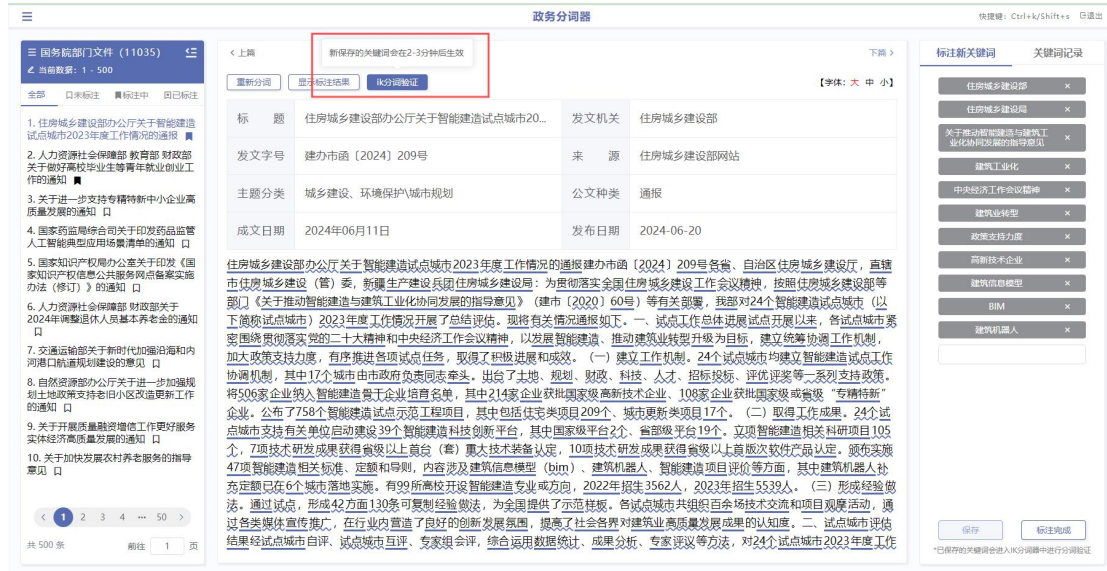 政务分词器
快捷键：Ctrl+k/Shift+s 退出
国务院部门文件（11035）
当前数据：1 - 500
全部 未标注 标注中 已标注
1. 住房城乡建设部办公厅关于智能建造
试点城市2023年度工作情况的通报
2. 人力资源社会保障部 教育部 财政部
关于做好高校毕业生等青年就业创业工
作的通知
3. 关于进一步支持专精特新中小企业高
质量发展的通知
4. 国家药监局综合司关于印发药品监管
人工智能典型应用场景清单的通知
5. 国家知识产权局办公室关于印发《国
家知识产权信息公共服务网点备案实施
办法（修订）》的通知
6. 人力资源社会保障部 财政部关于
2024年调整退休人员基本养老金的通知
7. 交通运输部关于新时代加强沿海和内
河港口航道规划建设的意见
8. 自然资源部办公厅关于进一步加强规
划土地政策支持老旧小区改造更新工作
的通知
9. 关于开展质量融资增信工作更好服务
实体经济高质量发展的通知
10. 关于加快发展农村养老服务的指导
意见
< 1 2 3 4 ··· 50 >
共 500 条 前往 1 页
< 上篇
新保存的关键词会在2-3分钟后生效
下篇 >
重新分词 显示标注结果 ik分词验证
【字体：大 中 小】
标 题 住房城乡建设部办公厅关于智能建造试点城市20... 发文机关 住房城乡建设部
发文字号 建办市函〔2024〕209号 来 源 住房城乡建设部网站
主题分类 城乡建设、环境保护\城市规划 公文种类 通报
成文日期 2024年06月11日 发布日期 2024-06-20
住房城乡建设部办公厅关于智能建造试点城市2023年度工作情况的通报建办市函〔2024〕209号各省、自治区住房城乡建设厅，直辖
市住房城乡建设（管）委，新疆生产建设兵团住房城乡建设局：为贯彻落实全国住房城乡建设工作会议精神，按照住房城乡建设部等
部门《关于推动智能建造与建筑工业化协同发展的指导意见》（建市〔2020〕60号）等有关部署，我部对24个智能建造试点城市（以
下简称试点城市）2023年度工作情况开展了总结评估。现将有关情况通报如下。一、试点工作总体进展试点开展以来，各试点城市紧
密围绕贯彻落实党的二十大精神和中央经济工作会议精神，以发展智能建造、推动建筑业转型升级为目标，建立统筹协调工作机制，
加大政策支持力度，有序推进各项试点任务，取得了积极进展和成效。（一）建立工作机制。24个试点城市均建立智能建造试点工作
协调机制，其中17个城市由市政府负责同志牵头。出台了土地、规划、财政、科技、人才、招标投标、评优评奖等一系列支持政策。
将506家企业纳入智能建造骨干企业培育名单，其中214家企业获批国家级高新技术企业、108家企业获批国家级或省级“专精特新”
企业。公布了758个智能建造试点示范工程项目，其中包括住宅类项目209个、城市更新类项目17个。（二）取得工作成果。24个试
点城市支持有关单位启动建设39个智能建造科技创新平台，其中国家级平台2个、省部级平台19个。立项智能建造相关科研项目105
个，7项技术研发成果获得省级以上首台（套）重大技术装备认定，10项技术研发成果获得省级以上首版次软件产品认定。颁布实施
47项智能建造相关标准、定额和导则，内容涉及建筑信息模型（bim）、建筑机器人、智能建造项目评价等方面，其中建筑机器人补
充定额已在6个城市落地实施。有99所高校开设智能建造专业或方向，2022年招生3562人，2023年招生5539人。（三）形成经验做
法。通过试点，形成42方面130条可复制经验做法，为全国提供了示范样板。各试点城市共组织百余场技术交流和项目观摩活动，通
过各类媒体宣传推广，在行业内营造了良好的创新发展氛围，提高了社会各界对建筑业高质量发展成果的认知度。二、试点城市评估
结果经试点城市自评、试点城市互评、专家组会评，综合运用数据统计、成果分析、专家评议等方法，对24个试点城市2023年度工作
标注新关键词 关键词记录
住房城乡建设部 ×
住房城乡建设局 ×
关于推动智能建造与建筑工
业化协同发展的指导意见 ×
建筑工业化 ×
中央经济工作会议精神 ×
建筑业转型 ×
政策支持力度 ×
高新技术企业 ×
建筑信息模型 ×
BIM ×
建筑机器人 ×
保存 标注完成
*已保存的关键词会进入IK分词器中进行分词验证